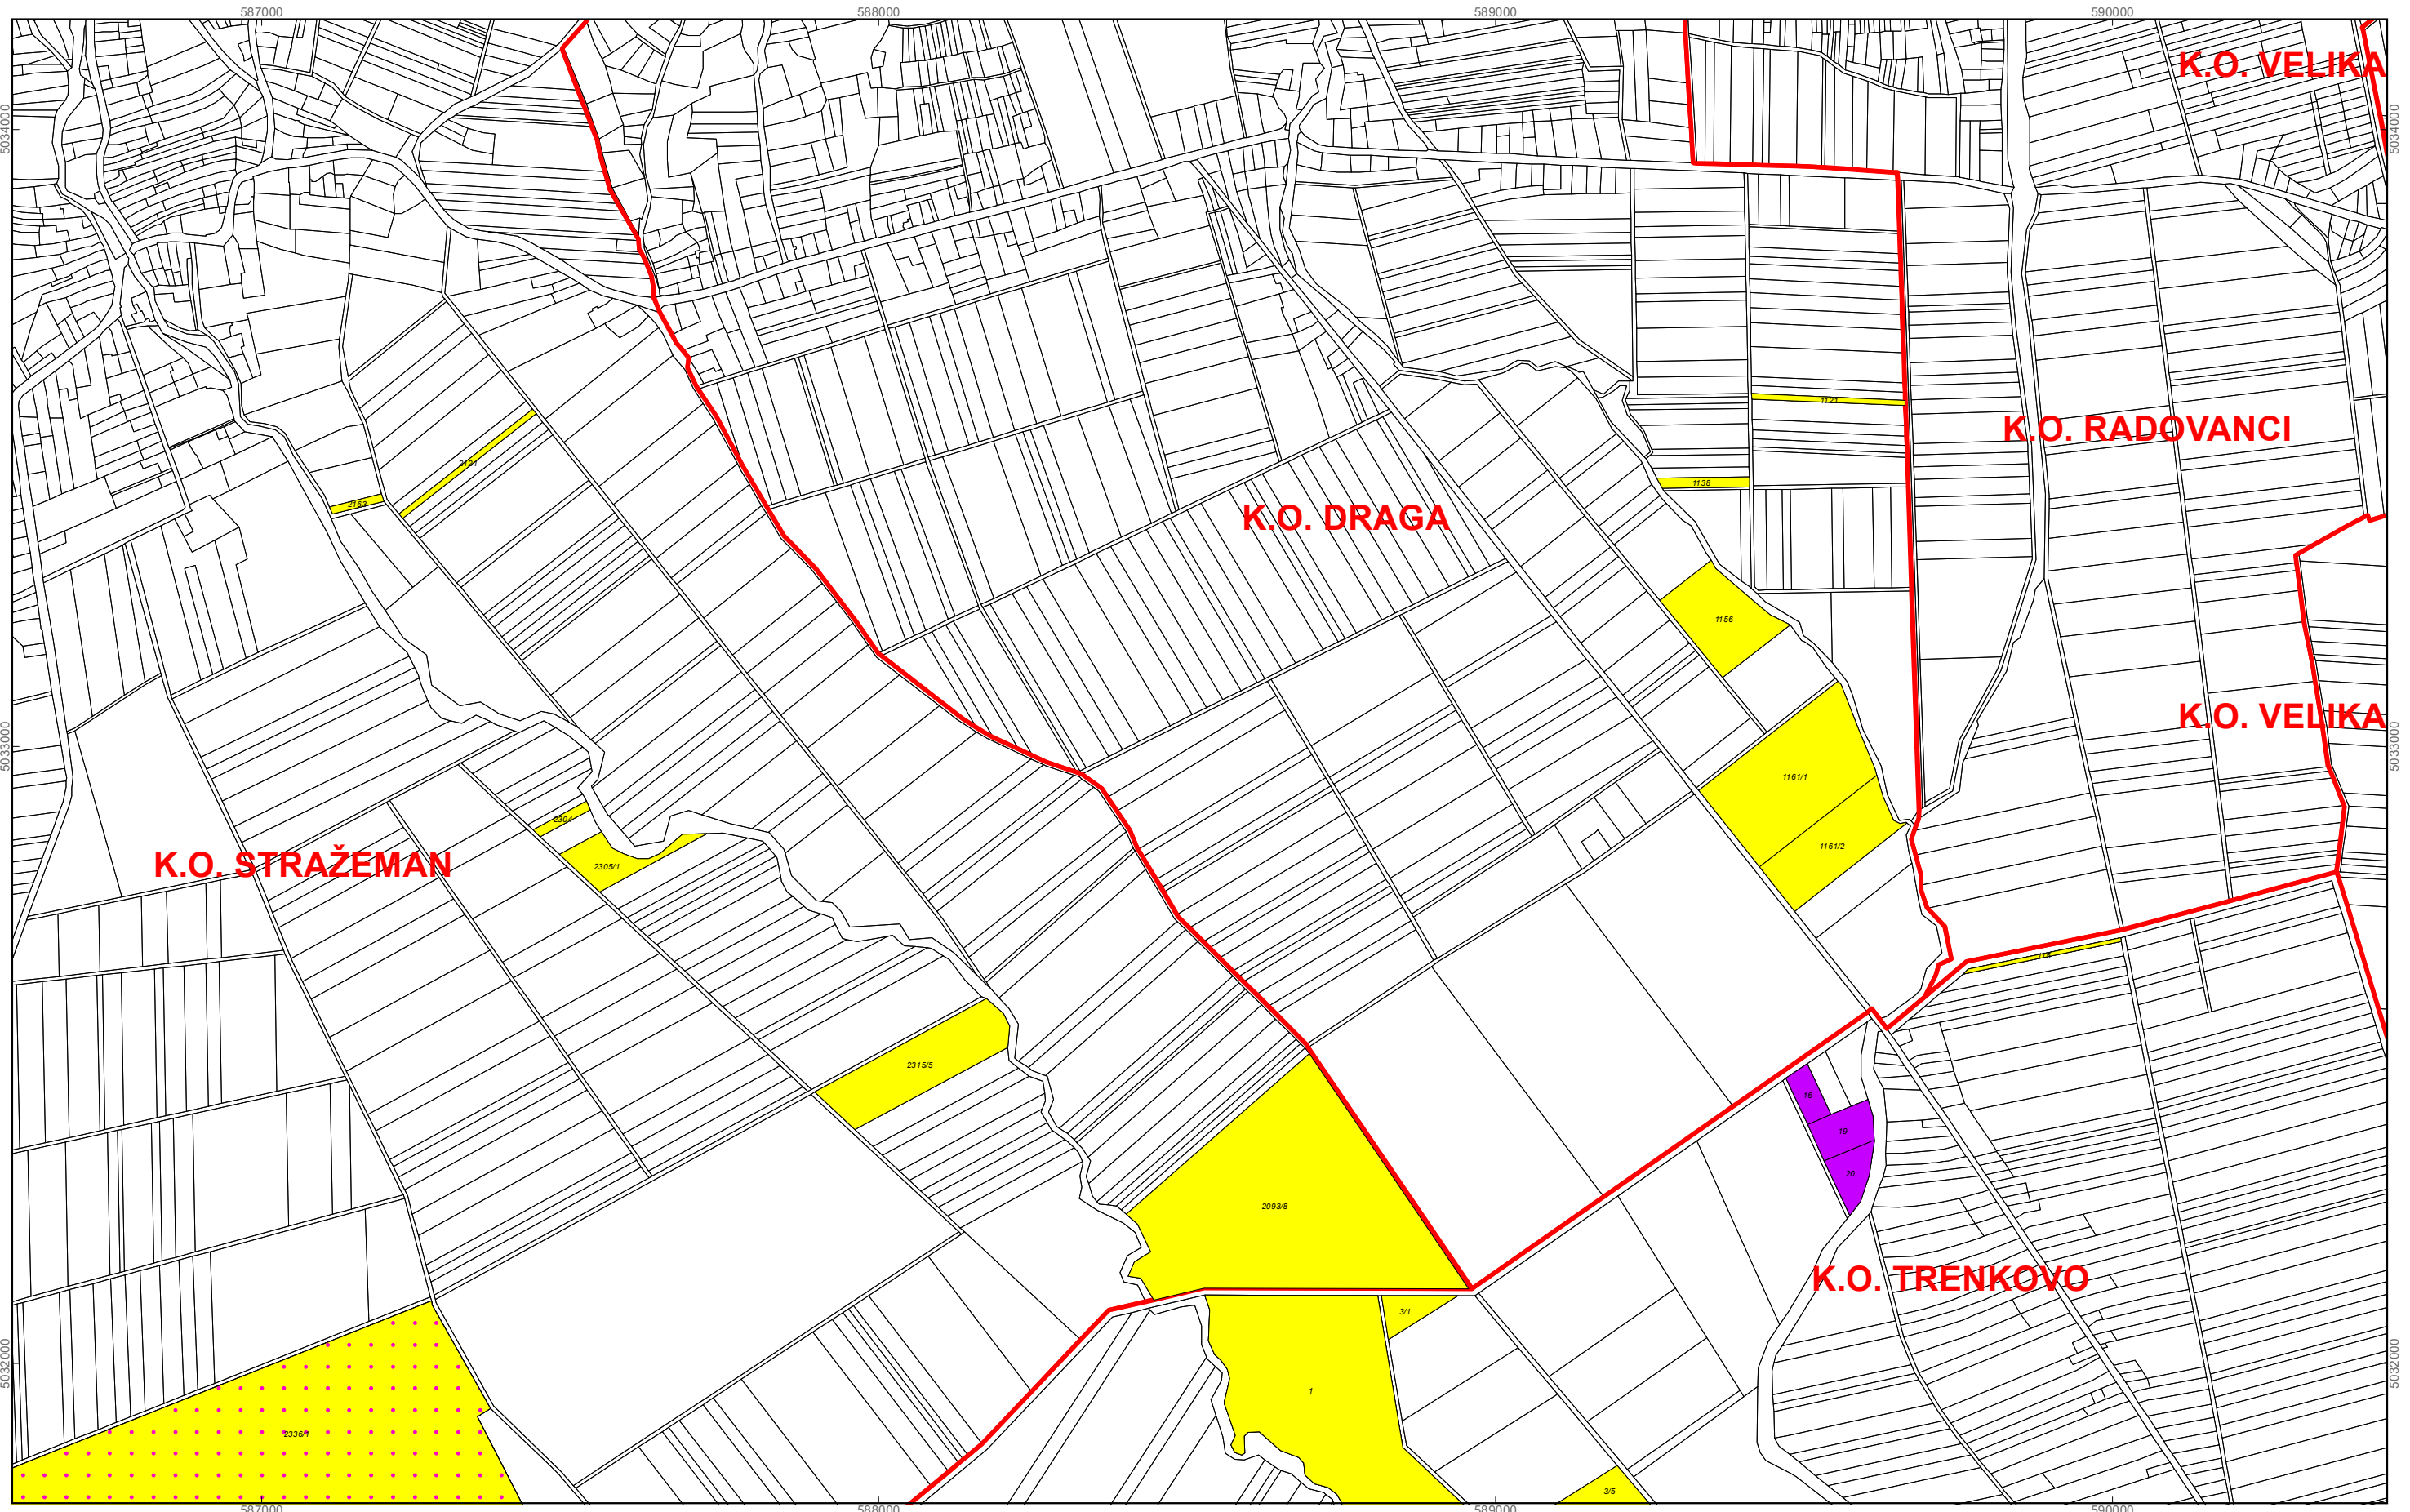 587000 588000 589000 590000
K.O. VELIKA
5034000 5034000
1121
K.O. RADOVANCI
2121
1138
2163
K.O. DRAGA
1156
K.O. VELIKA
5033000 5033000
1161/1
2304
1161/2
K.O. STRAŽEMAN
2305/1
118
2315/5
16
19
20
2093/8
K.O. TRENKOVO
3/1
5032000 5032000
1
2336/1
3/5
587000 588000 589000 590000